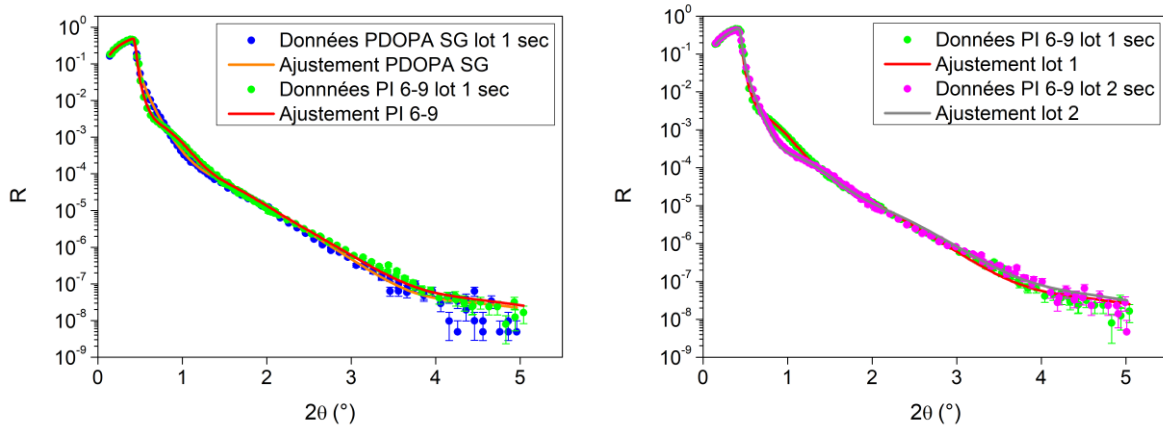 10^0
10^-1
10^-2
10^-3
10^-4
10^-5
10^-6
10^-7
10^-8
10^-9
R
0 1 2 3 4 5
2θ (°)
Données PDOPA SG lot 1 sec
Ajustement PDOPA SG
Donnnées PI 6-9 lot 1 sec
Ajustement PI 6-9
10^0
10^-1
10^-2
10^-3
10^-4
10^-5
10^-6
10^-7
10^-8
10^-9
R
0 1 2 3 4 5
2θ (°)
Données PI 6-9 lot 1 sec
Ajustement lot 1
Données PI 6-9 lot 2 sec
Ajustement lot 2